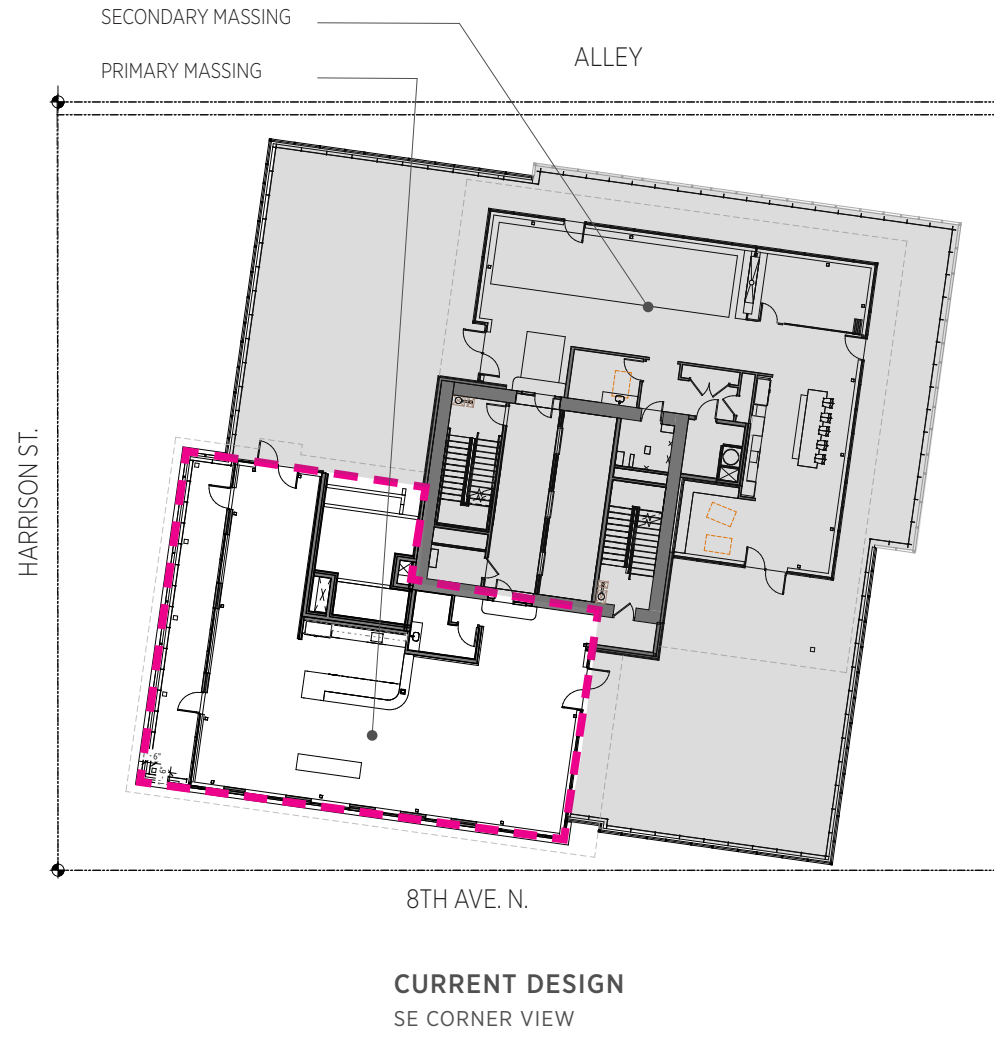 SECONDARY MASSING
ALLEY
PRIMARY MASSING
HARRISON ST.
8TH AVE. N.
CURRENT DESIGN
SE CORNER VIEW